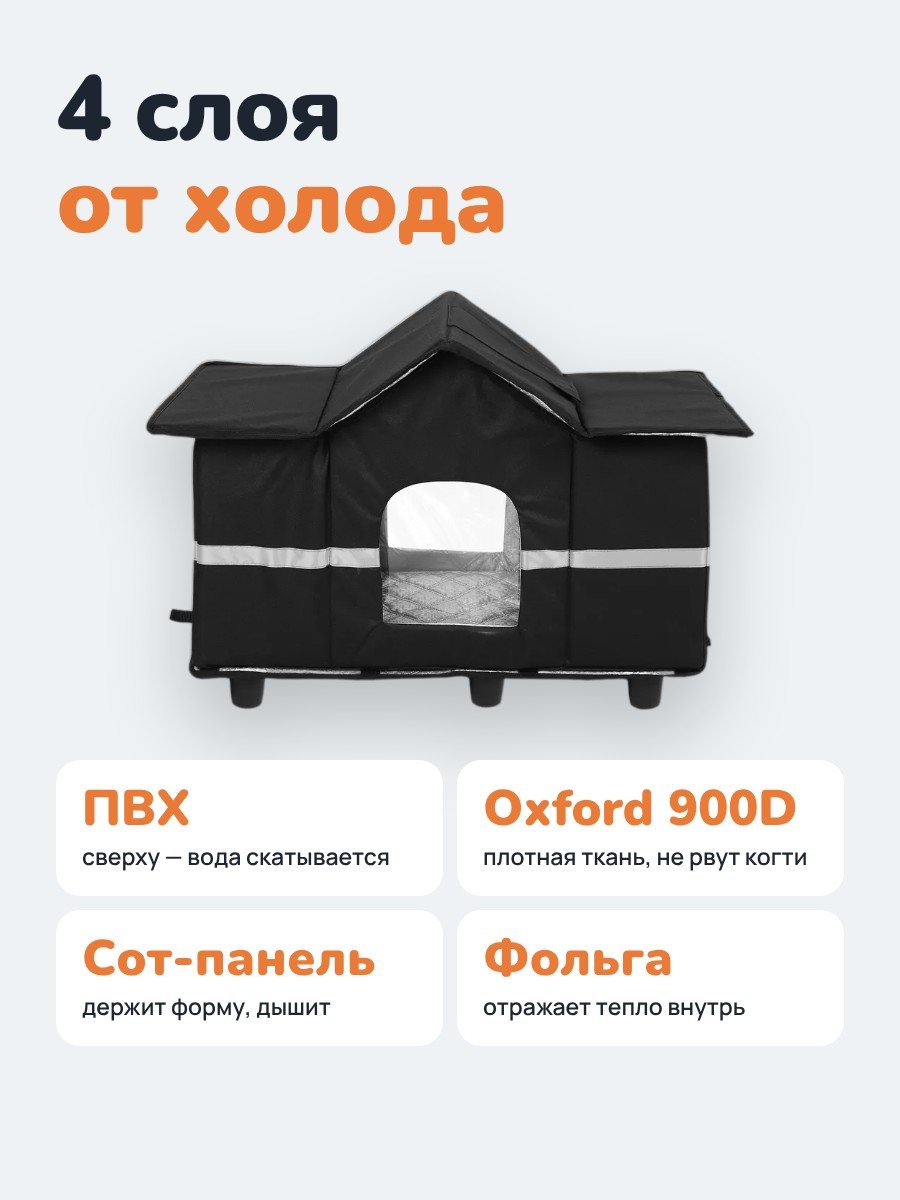 4 слоя
от холода
ПВХ
сверху — вода скатывается
Oxford 900D
плотная ткань, не рвут когти
Сот-панель
держит форму, дышит
Фольга
отражает тепло внутрь